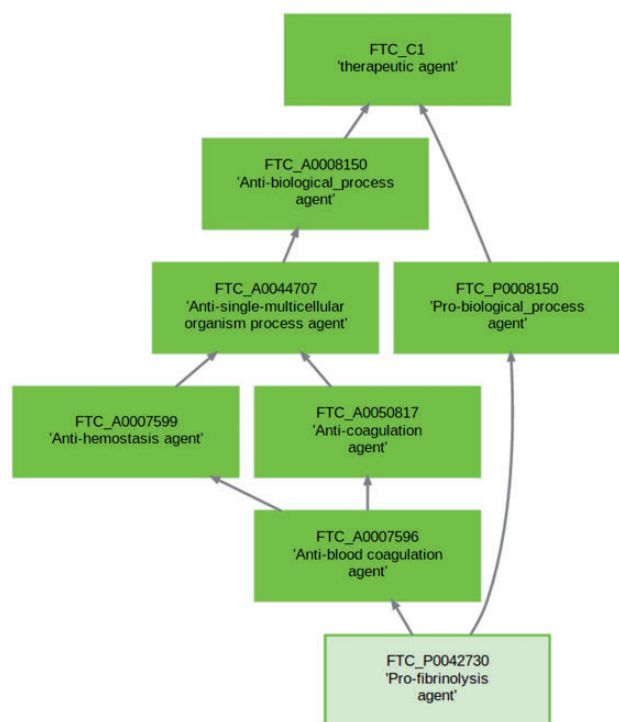 FTC_C1
'therapeutic agent'
FTC_A0008150
'Anti-biological_process
agent'
FTC_A0044707
'Anti-single-multicellular
organism process agent'
FTC_P0008150
'Pro-biological_process
agent'
FTC_A0007599
'Anti-hemostasis agent'
FTC_A0050817
'Anti-coagulation
agent'
FTC_A0007596
'Anti-blood coagulation
agent'
FTC_P0042730
'Pro-fibrinolysis
agent'